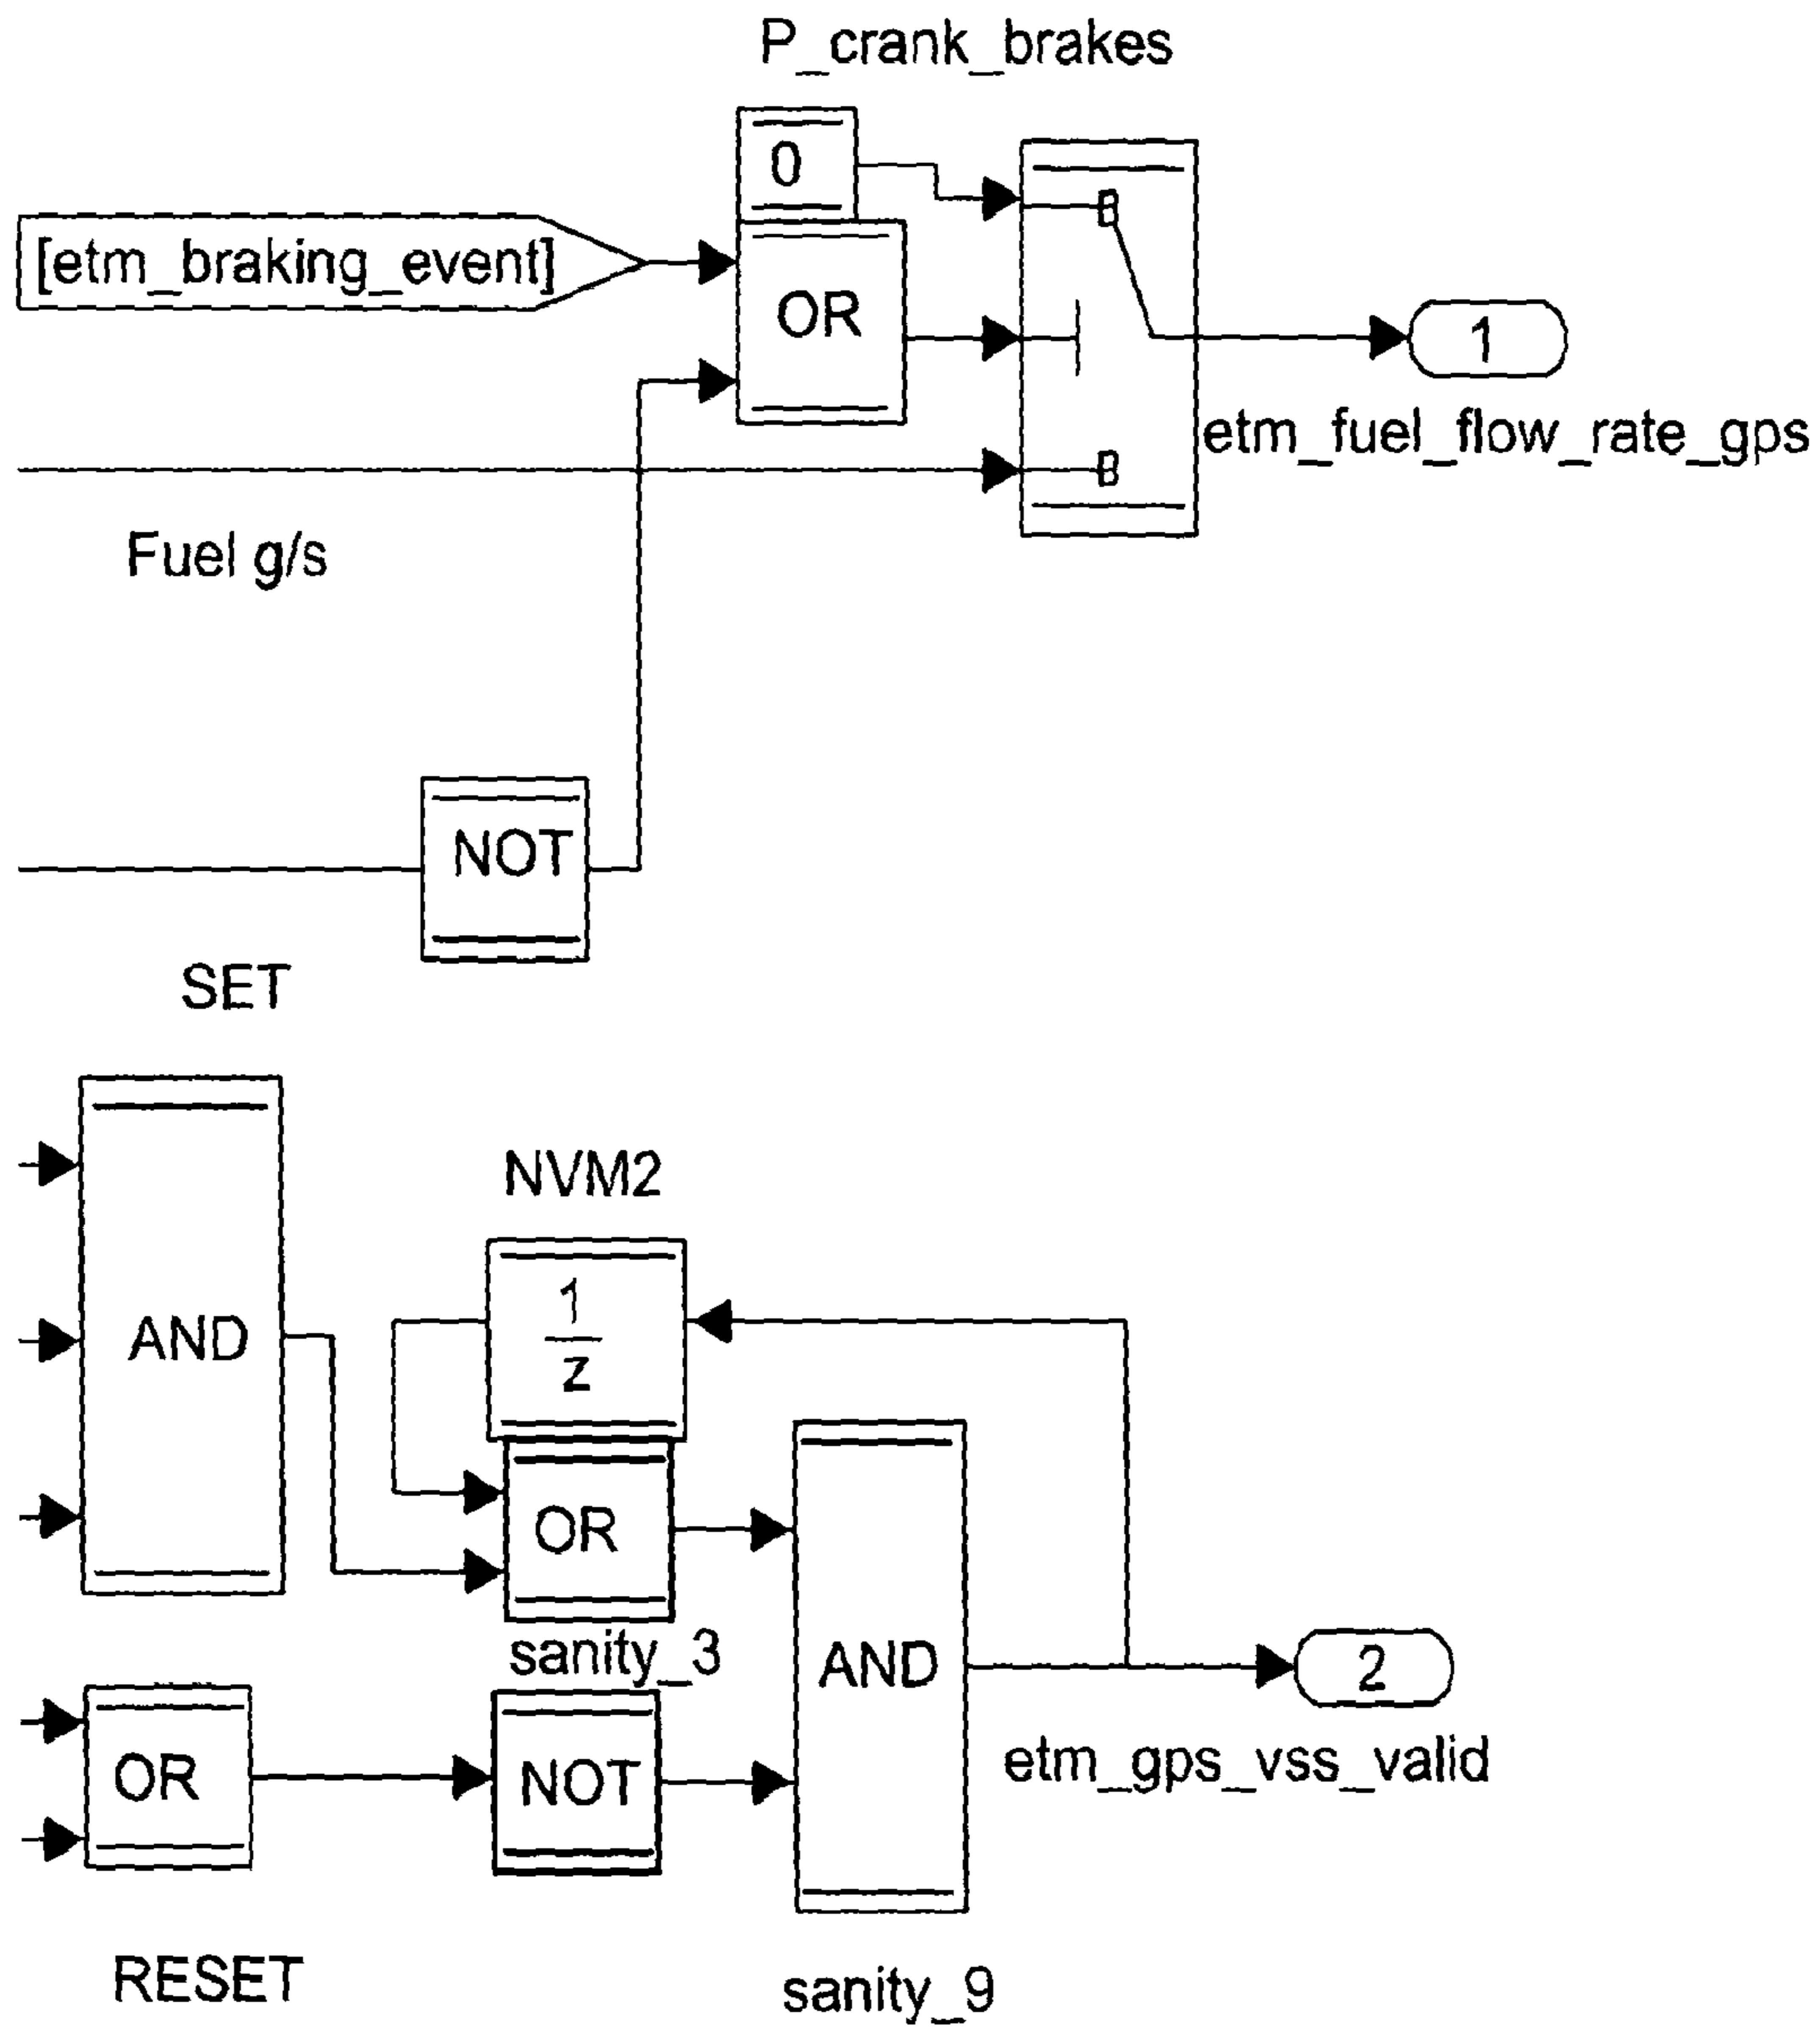 P_crank_brakes
0
[etm_braking_event]
OR
1
etm_fuel_flow_rate_gps
Fuel g/s
NOT
SET
NVM2
1
z
AND
OR
sanity_3
AND
2
OR
NOT
etm_gps_vss_valid
RESET
sanity_9